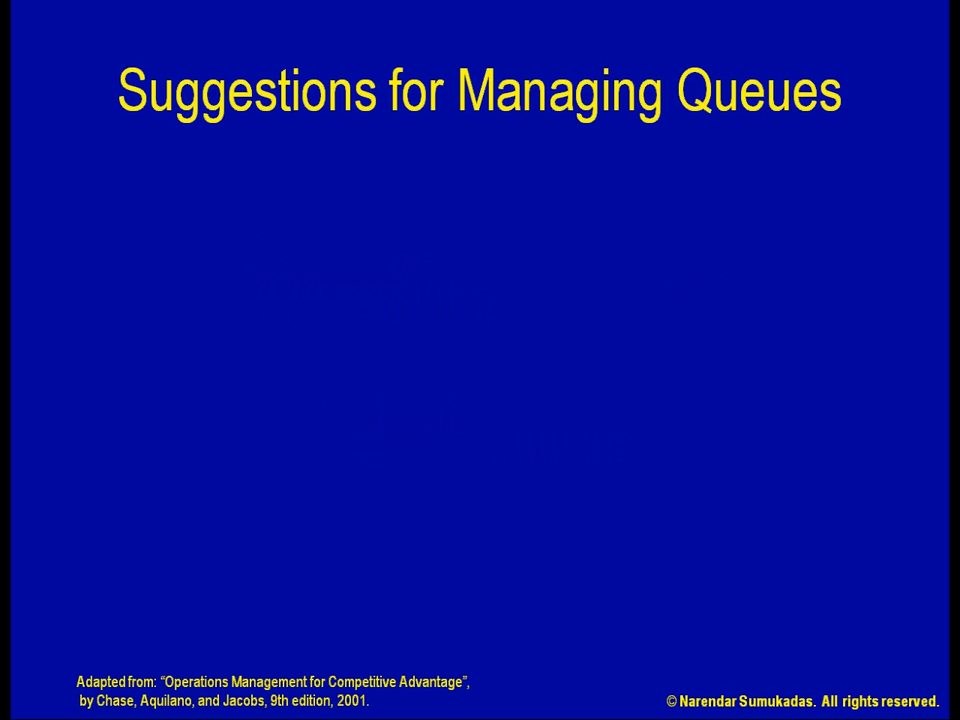 Suggestions for Managing Queues
Adapted from: “Operations Management for Competitive Advantage”,
by Chase, Aquilano, and Jacobs, 9th edition, 2001.
© Narendar Sumukadas. All rights reserved.